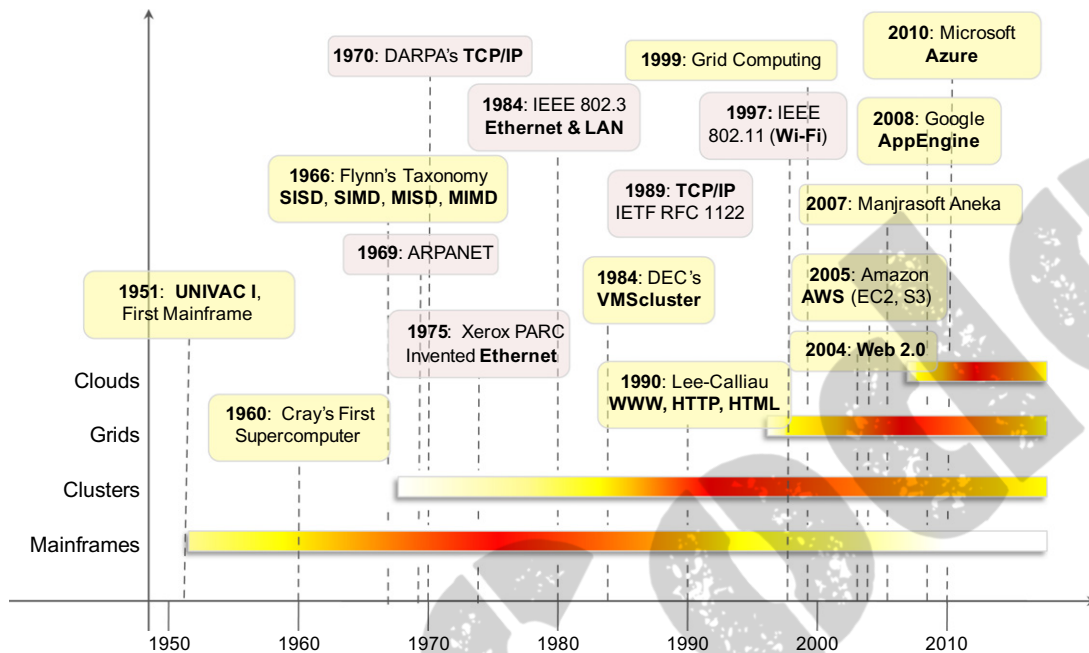 2010: Microsoft
Azure
1970: DARPA's TCP/IP
1999: Grid Computing
1984: IEEE 802.3
Ethernet & LAN
1997: IEEE
802.11 (Wi-Fi)
2008: Google
AppEngine
1966: Flynn's Taxonomy
SISD, SIMD, MISD, MIMD
1989: TCP/IP
IETF RFC 1122
2007: Manjrasoft Aneka
1969: ARPANET
1951: UNIVAC I,
First Mainframe
1984: DEC's
VMScluster
2005: Amazon
AWS (EC2, S3)
1975: Xerox PARC
Invented Ethernet
2004: Web 2.0
Clouds
1990: Lee-Calliau
WWW, HTTP, HTML
1960: Cray's First
Supercomputer
Grids
Clusters
Mainframes
1950 1960 1970 1980 1990 2000 2010